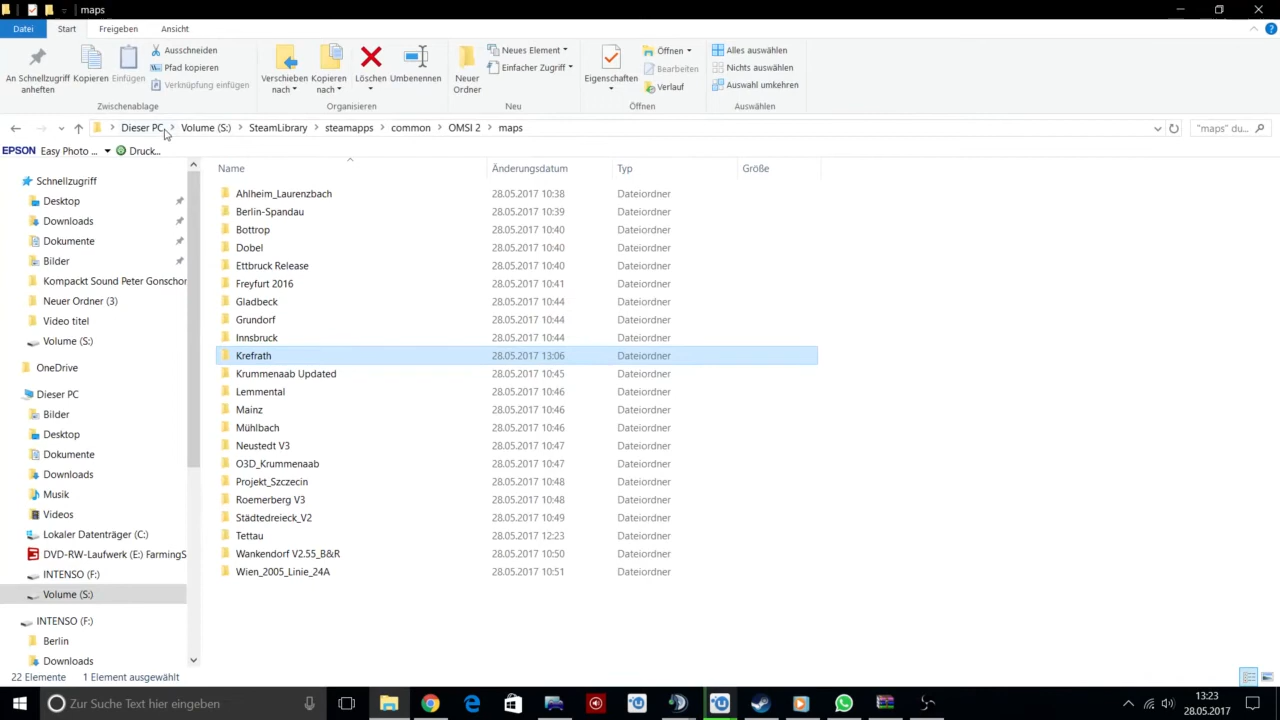 maps
Datei Start Freigeben Ansicht
An Schnellzugriff anheften
Kopieren
Einfügen
Ausschneiden
Pfad kopieren
Verknüpfung einfügen
Zwischenablage
Verschieben nach
Kopieren nach
Löschen
Umbenennen
Organisieren
Neuer Ordner
Neues Element
Einfacher Zugriff
Neu
Eigenschaften
Öffnen
Bearbeiten
Verlauf
Öffnen
Alles auswählen
Nichts auswählen
Auswahl umkehren
Auswählen
Dieser PC Volume (S:) SteamLibrary steamapps common OMSI 2 maps
"maps" du...
EPSON Easy Photo ... Druck...
Name Änderungsdatum Typ Größe
Schnellzugriff
Desktop
Downloads
Dokumente
Bilder
Kompackt Sound Peter Gonschor
Neuer Ordner (3)
Video titel
Volume (S:)
OneDrive
Dieser PC
Bilder
Desktop
Dokumente
Downloads
Musik
Videos
Lokaler Datenträger (C:)
DVD-RW-Laufwerk (E:) FarmingS
INTENSO (F:)
Volume (S:)
INTENSO (F:)
Berlin
Downloads
Ahlheim_Laurenzbach 28.05.2017 10:38 Dateiordner
Berlin-Spandau 28.05.2017 10:39 Dateiordner
Bottrop 28.05.2017 10:40 Dateiordner
Dobel 28.05.2017 10:40 Dateiordner
Ettbruck Release 28.05.2017 10:40 Dateiordner
Freyfurt 2016 28.05.2017 10:41 Dateiordner
Gladbeck 28.05.2017 10:44 Dateiordner
Grundorf 28.05.2017 10:44 Dateiordner
Innsbruck 28.05.2017 10:44 Dateiordner
Krefrath 28.05.2017 13:06 Dateiordner
Krummenaab Updated 28.05.2017 10:45 Dateiordner
Lemmental 28.05.2017 10:46 Dateiordner
Mainz 28.05.2017 10:46 Dateiordner
Mühlbach 28.05.2017 10:46 Dateiordner
Neustedt V3 28.05.2017 10:47 Dateiordner
O3D_Krummenaab 28.05.2017 10:47 Dateiordner
Projekt_Szczecin 28.05.2017 10:48 Dateiordner
Roemerberg V3 28.05.2017 10:48 Dateiordner
Städtedreieck_V2 28.05.2017 10:49 Dateiordner
Tettau 28.05.2017 12:23 Dateiordner
Wankendorf V2.55_B&R 28.05.2017 10:50 Dateiordner
Wien_2005_Linie_24A 28.05.2017 10:51 Dateiordner
22 Elemente 1 Element ausgewählt
Zur Suche Text hier eingeben
13:23
28.05.2017